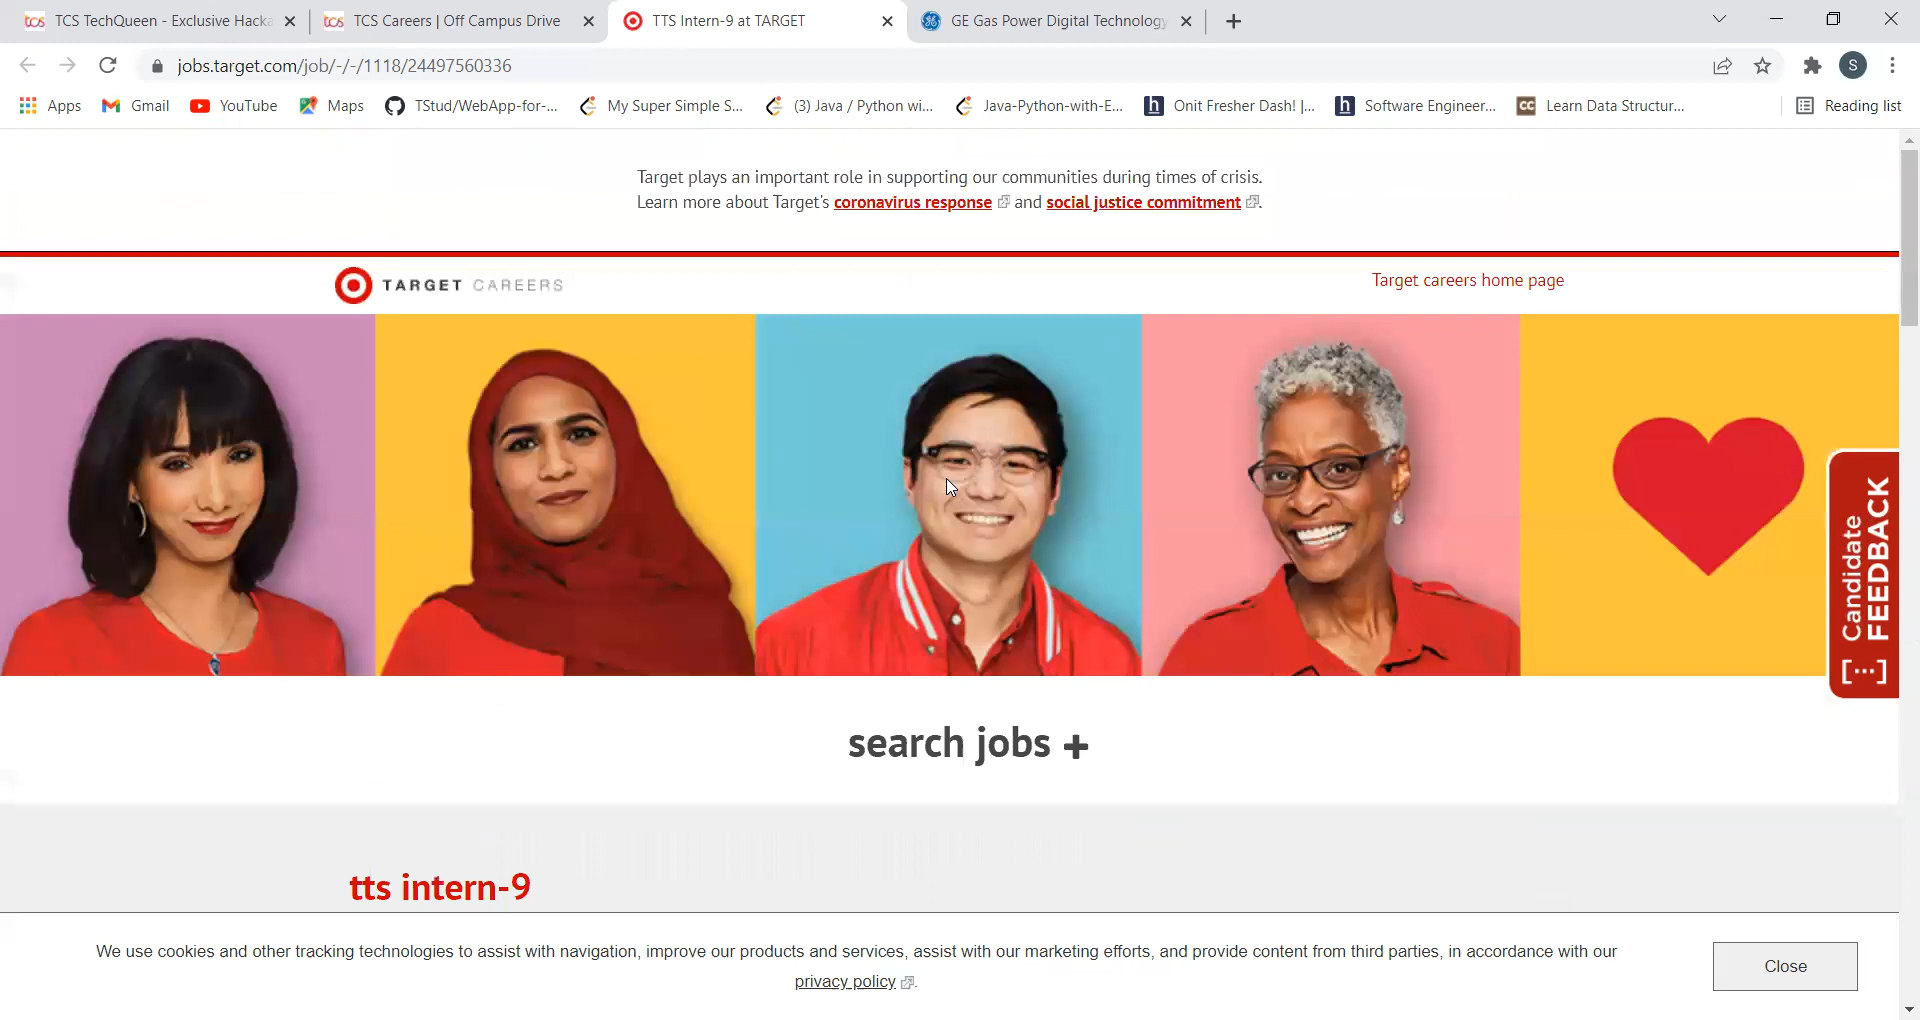 TCS TechQueen - Exclusive Hacka
TCS Careers | Off Campus Drive
TTS Intern-9 at TARGET
GE Gas Power Digital Technology
jobs.target.com/job/-/-/1118/24497560336
S
Apps
Gmail
YouTube
Maps
TStud/WebApp-for-...
My Super Simple S...
(3) Java / Python wi...
Java-Python-with-E...
Onit Fresher Dash! |...
Software Engineer...
Learn Data Structur...
Reading list
Target plays an important role in supporting our communities during times of crisis.
Learn more about Target's coronavirus response and social justice commitment .
TARGET CAREERS
Target careers home page
Candidate
FEEDBACK
search jobs +
tts intern-9
We use cookies and other tracking technologies to assist with navigation, improve our products and services, assist with our marketing efforts, and provide content from third parties, in accordance with our
privacy policy .
Close